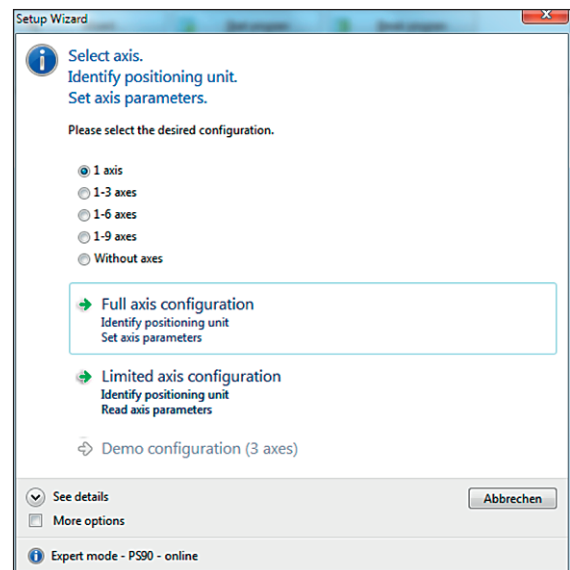 Setup Wizard
Select axis.
Identify positioning unit.
Set axis parameters.
Please select the desired configuration.
1 axis
1-3 axes
1-6 axes
1-9 axes
Without axes
Full axis configuration
Identify positioning unit
Set axis parameters
Limited axis configuration
Identify positioning unit
Read axis parameters
Demo configuration (3 axes)
See details
Abbrechen
More options
Expert mode - PS90 - online